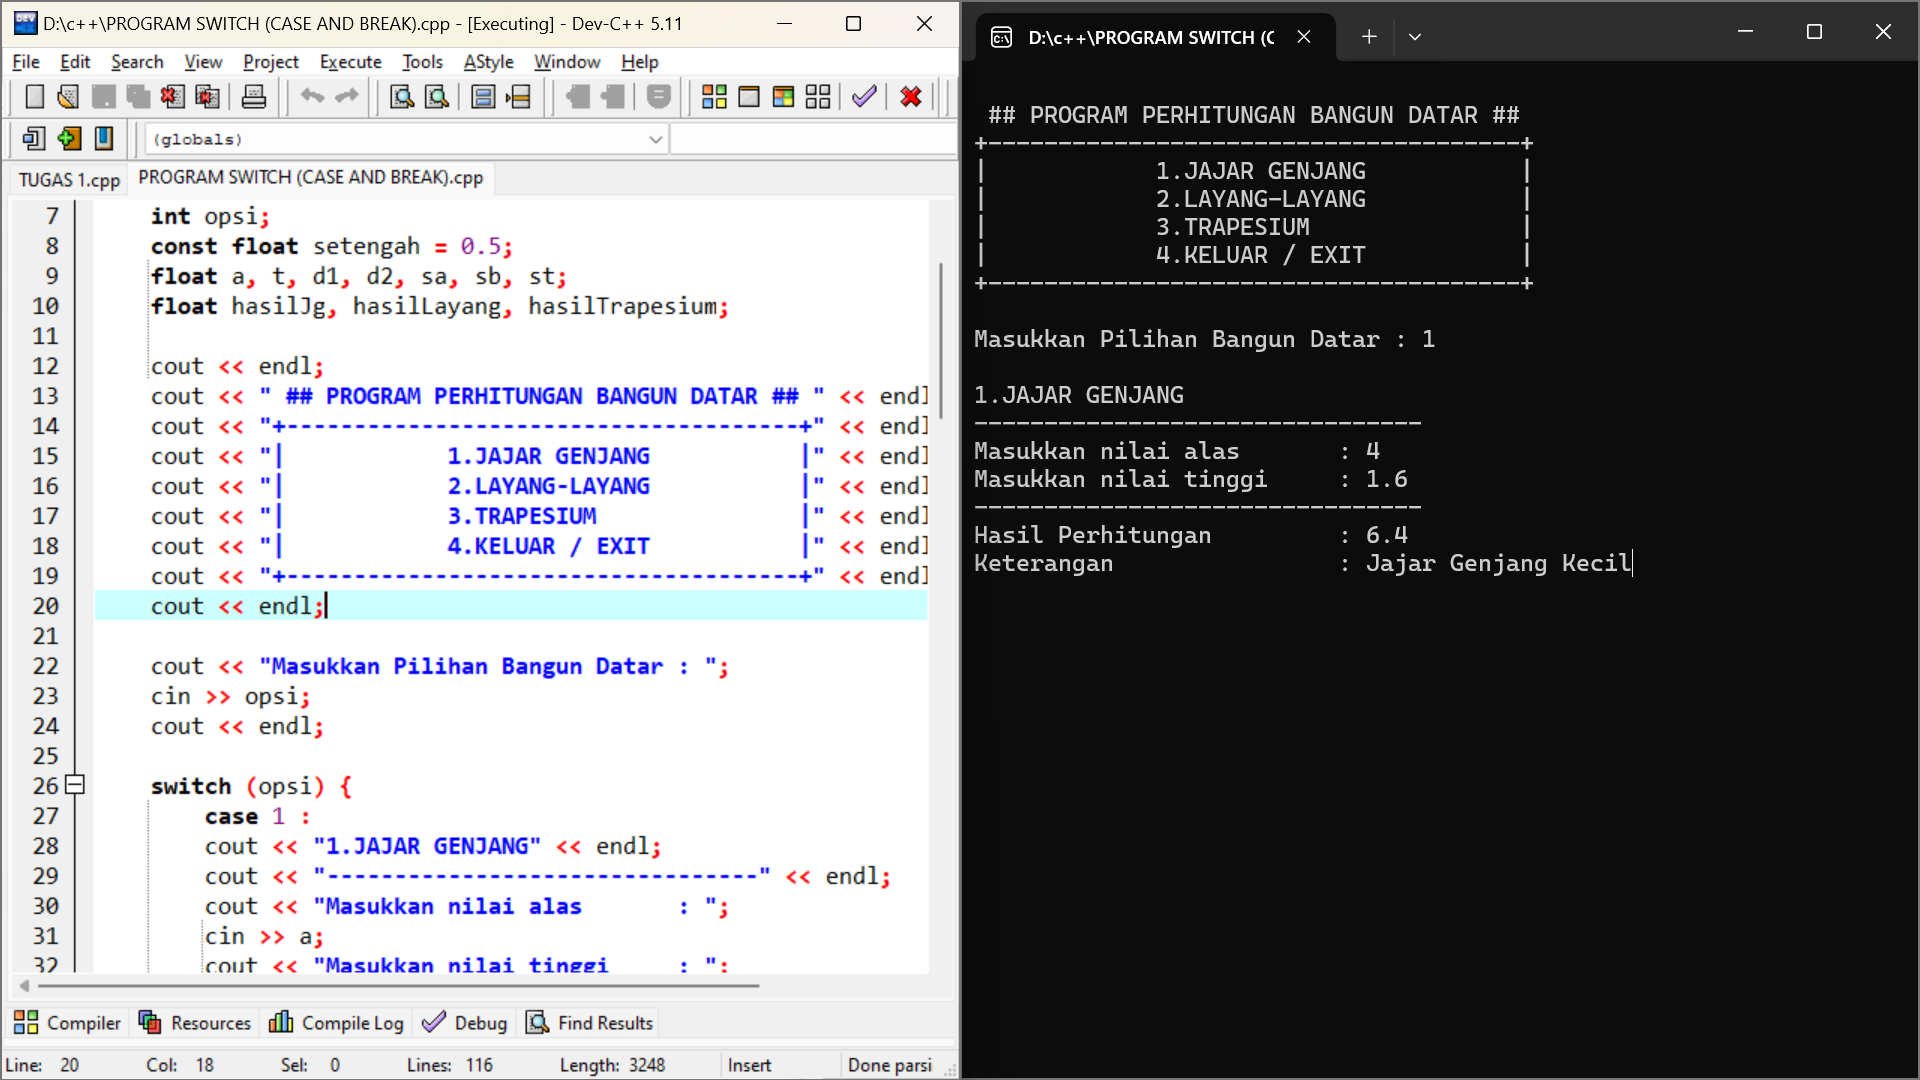 D:\c++\PROGRAM SWITCH (CASE AND BREAK).cpp - [Executing] - Dev-C++ 5.11
File Edit Search View Project Execute Tools AStyle Window Help
(globals)
TUGAS 1.cpp PROGRAM SWITCH (CASE AND BREAK).cpp
7 int opsi;
8 const float setengah = 0.5;
9 float a, t, d1, d2, sa, sb, st;
10 float hasilJg, hasilLayang, hasilTrapesium;
11
12 cout << endl;
13 cout << " ## PROGRAM PERHITUNGAN BANGUN DATAR ## " << endl
14 cout << "+--------------------------------------+" << endl
15 cout << "|            1.JAJAR GENJANG           |" << endl
16 cout << "|            2.LAYANG-LAYANG           |" << endl
17 cout << "|            3.TRAPESIUM               |" << endl
18 cout << "|            4.KELUAR / EXIT           |" << endl
19 cout << "+--------------------------------------+" << endl
20 cout << endl;
21
22 cout << "Masukkan Pilihan Bangun Datar : ";
23 cin >> opsi;
24 cout << endl;
25
26 switch (opsi) {
27 case 1 :
28 cout << "1.JAJAR GENJANG" << endl;
29 cout << "--------------------------------" << endl;
30 cout << "Masukkan nilai alas       : ";
31 cin >> a;
32 cout << "Masukkan nilai tinggi     : ";
Compiler Resources Compile Log Debug Find Results
Line: 20 Col: 18 Sel: 0 Lines: 116 Length: 3248 Insert Done parsi
D:\c++\PROGRAM SWITCH (C
## PROGRAM PERHITUNGAN BANGUN DATAR ##
+--------------------------------------+
|            1.JAJAR GENJANG           |
|            2.LAYANG-LAYANG           |
|            3.TRAPESIUM               |
|            4.KELUAR / EXIT           |
+--------------------------------------+
Masukkan Pilihan Bangun Datar : 1
1.JAJAR GENJANG
--------------------------------
Masukkan nilai alas       : 4
Masukkan nilai tinggi     : 1.6
--------------------------------
Hasil Perhitungan         : 6.4
Keterangan                : Jajar Genjang Kecil